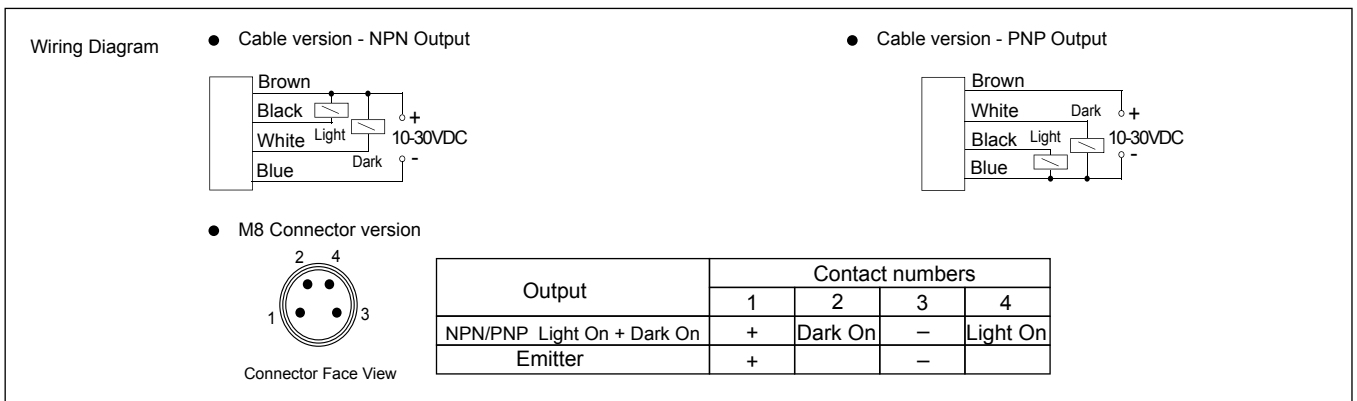 Wiring Diagram
● Cable version - NPN Output
Brown
Black
White Light
Dark
Blue
+
10-30VDC
-
● Cable version - PNP Output
Brown
White Dark
Black Light
Blue
+
10-30VDC
-
● M8 Connector version
2 4
1 3
Connector Face View
Output Contact numbers
1 2 3 4
NPN/PNP Light On + Dark On + Dark On – Light On
Emitter + –